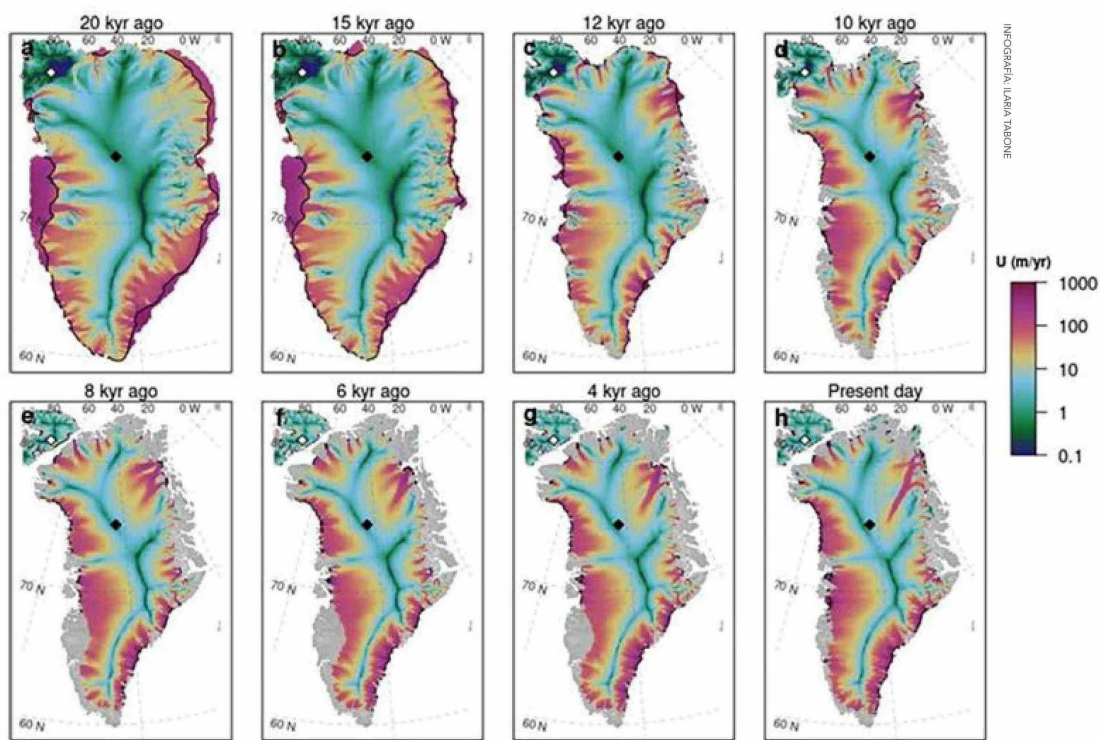 20 kyr ago
15 kyr ago
12 kyr ago
10 kyr ago
a 80 60 40 20 0 W
b 80 60 40 20 0 W
c 80 60 40 20 0 W
d 80 60 40 20 0 W
INFOGRAFÍA: ILARIA TABONE
70 N
70 N
70 N
70 N
60 N
60 N
60 N
60 N
U (m/yr)
1000
100
10
1
0.1
8 kyr ago
6 kyr ago
4 kyr ago
Present day
e 80 60 40 20 0 W
f 80 60 40 20 0 W
g 80 60 40 20 0 W
h 80 60 40 20 0 W
70 N
70 N
70 N
70 N
60 N
60 N
60 N
60 N